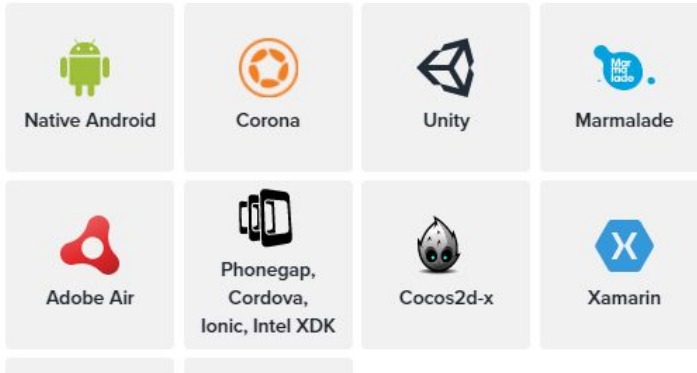 Native Android
Corona
Unity
Mar
ma
lade
Marmalade
Adobe Air
Phonegap,
Cordova,
Ionic, Intel XDK
Cocos2d-x
X
Xamarin